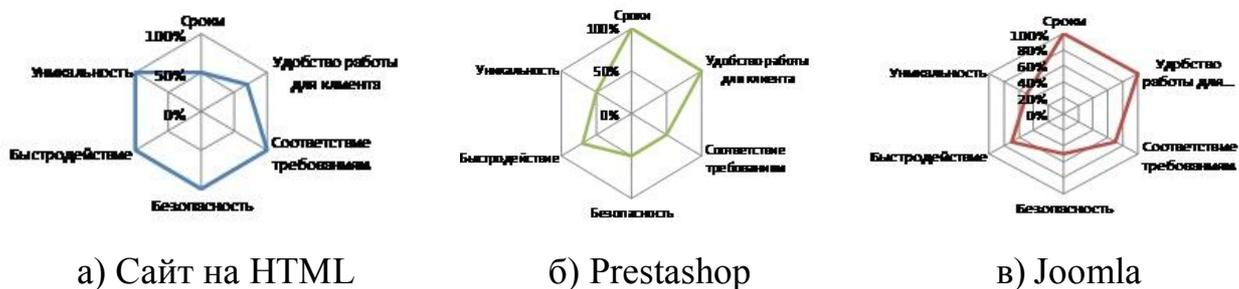 Сроки
100%
Удобство работы
для клиента
Уникальность
50%
0%
Быстродействие
Соответствие
требованиям
Безопасность
а) Сайт на HTML
Сроки
100%
Удобство работы
для клиента
Уникальность
50%
0%
Быстродействие
Соответствие
требованиям
Безопасность
б) Prestashop
Сроки
100%
80%
60%
40%
20%
0%
Уникальность
Удобство
работы для...
Быстродействие
Соответствие
требованиям
Безопасность
в) Joomla